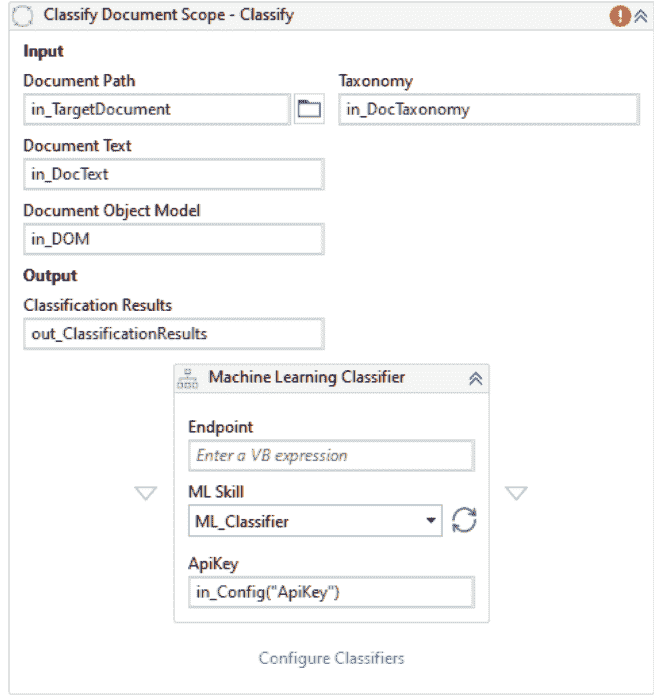 Classify Document Scope - Classify
Input
Document Path
Taxonomy
in_TargetDocument
in_DocTaxonomy
Document Text
in_DocText
Document Object Model
in_DOM
Output
Classification Results
out_ClassificationResults
Machine Learning Classifier
Endpoint
Enter a VB expression
ML Skill
ML_Classifier
ApiKey
in_Config("ApiKey")
Configure Classifiers